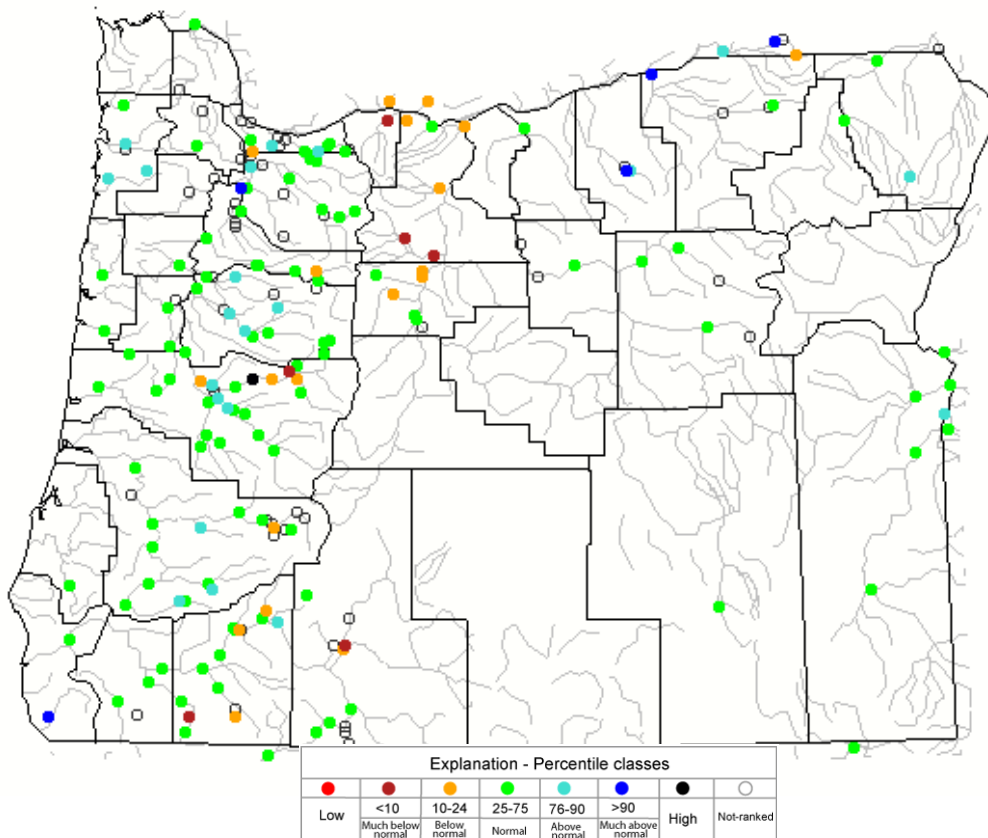 Explanation - Percentile classes
Low <10 10-24 25-75 76-90 >90 High Not-ranked
Much below normal Below normal Normal Above normal Much above normal